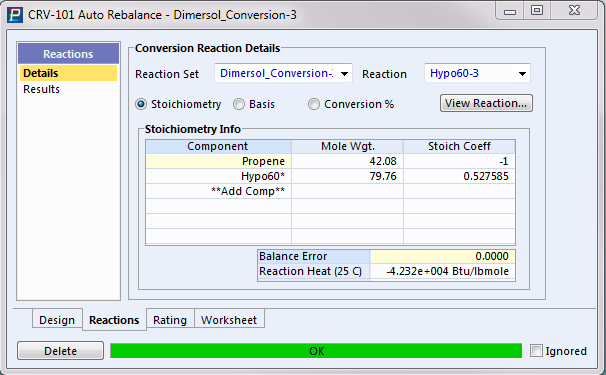 CRV-101 Auto Rebalance - Dimersol_Conversion-3
Reactions
Details
Results
Conversion Reaction Details
Reaction Set Dimersol_Conversion- Reaction Hypo60-3
Stoichiometry Basis Conversion % View Reaction...
Stoichiometry Info
Component Mole Wgt. Stoich Coeff
Propene 42.08 -1
Hypo60* 79.76 0.527585
**Add Comp**
Balance Error 0.0000
Reaction Heat (25 C) -4.232e+004 Btu/lbmole
Design Reactions Rating Worksheet
Delete OK Ignored